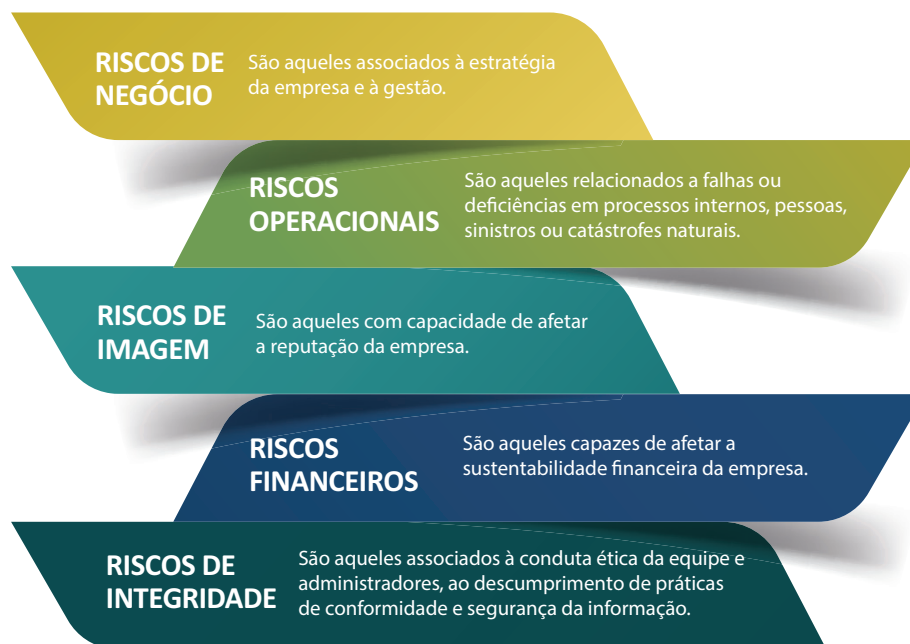 RISCOS DE
NEGÓCIO
São aqueles associados à estratégia
da empresa e à gestão.
RISCOS
OPERACIONAIS
São aqueles relacionados a falhas ou
deficiências em processos internos, pessoas,
sinistros ou catástrofes naturais.
RISCOS DE
IMAGEM
São aqueles com capacidade de afetar
a reputação da empresa.
RISCOS
FINANCEIROS
São aqueles capazes de afetar a
sustentabilidade financeira da empresa.
RISCOS DE
INTEGRIDADE
São aqueles associados à conduta ética da equipe e
administradores, ao descumprimento de práticas
de conformidade e segurança da informação.